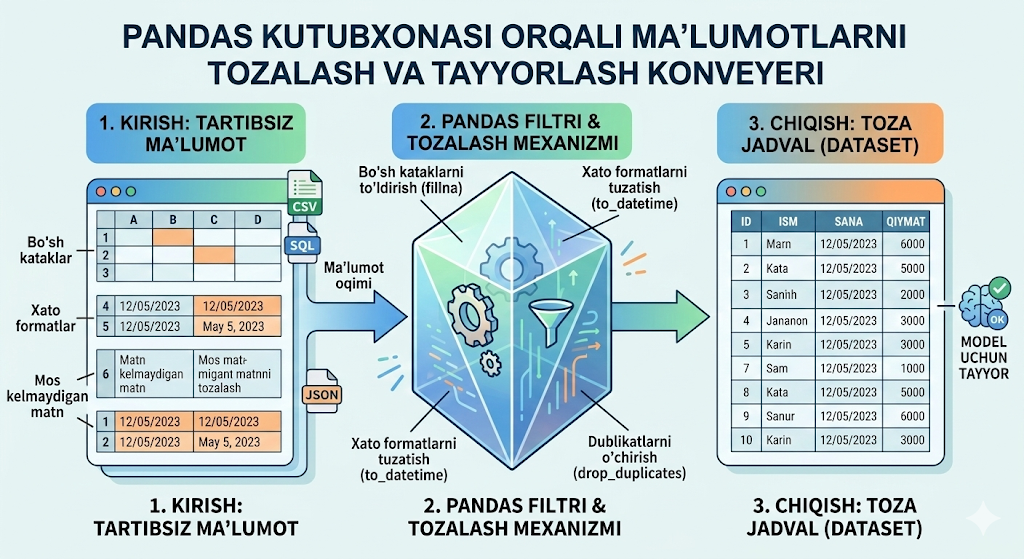 PANDAS KUTUBXONASI ORQALI MA’LUMOTLARNI
TOZALASH VA TAYYORLASH KONVEYERI
1. KIRISH: TARTIBSIZ
MA’LUMOT
CSV
SQL
JSON
A B C D
1
2
3
4 12/05/2023 12/05/2023
5 12/05/2023 May 5, 2023
6 Matn Mos mat-
kelmaydigan migant matnni
matn tozalash
1 12/05/2023 12/05/2023
2 12/05/2023 May 5, 2023
Bo'sh
kataklar
Xato
formatlar
Mos
kelmaydigan
matn
1. KIRISH:
TARTIBSIZ MA’LUMOT
Ma’lumot
oqimi
2. PANDAS FILTRI &
TOZALASH MEXANIZMI
Bo'sh kataklarni
to'ldirish (fillna)
Xato formatlarni
tuzatish
(to_datetime)
Xato formatlarni
tuzatish
(to_datetime)
Dublikatlarni
o’chirish
(drop_duplicates)
2. PANDAS FILTRI &
TOZALASH MEXANIZMI
3. CHIQISH: TOZA
JADVAL (DATASET)
ID ISM SANA QIYMAT
1 Marn 12/05/2023 6000
2 Kata 12/05/2023 5000
3 Saninh 12/05/2023 2000
4 Jananon 12/05/2023 3000
5 Karin 12/05/2023 3000
7 Sam 12/05/2023 1000
8 Kata 12/05/2023 5000
9 Sanur 12/05/2023 6000
10 Karin 12/05/2023 3000
OK
MODEL
UCHUN
TAYYOR
3. CHIQISH: TOZA
JADVAL (DATASET)